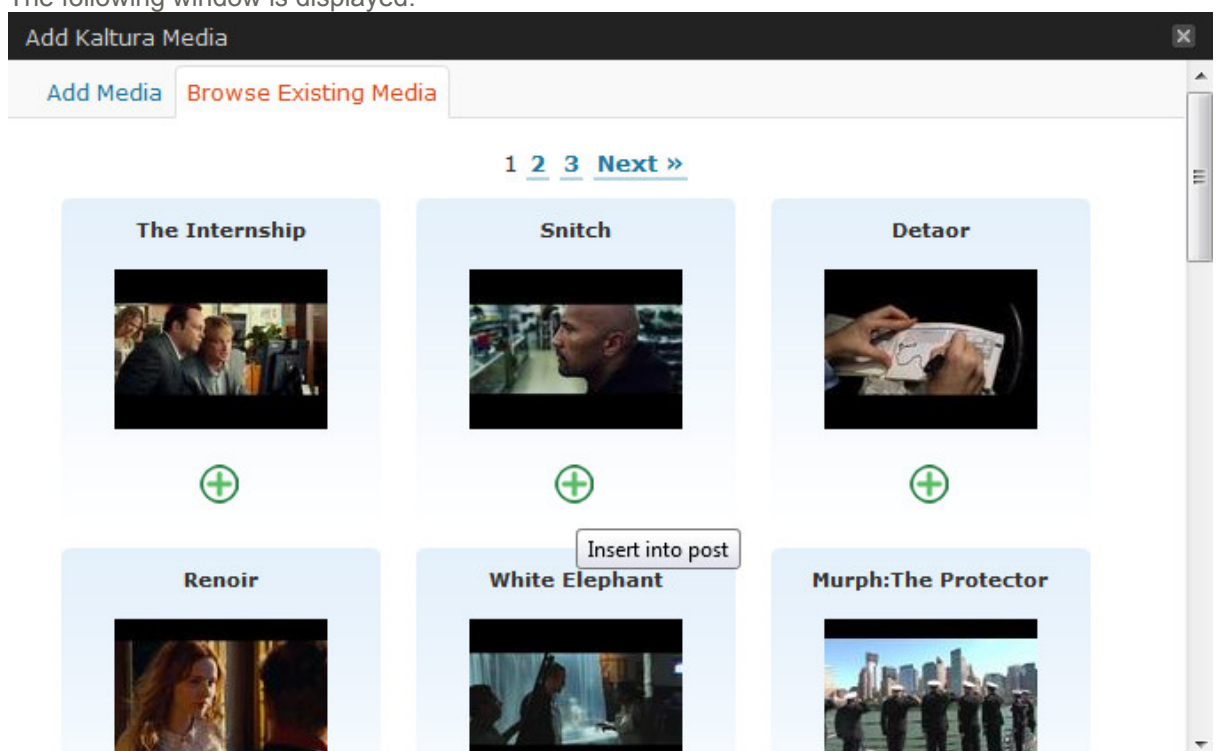 The following window is displayed:
Add Kaltura Media
Add Media Browse Existing Media
1 2 3 Next »
The Internship Snitch Detaor
Insert into post
Renoir White Elephant Murph:The Protector